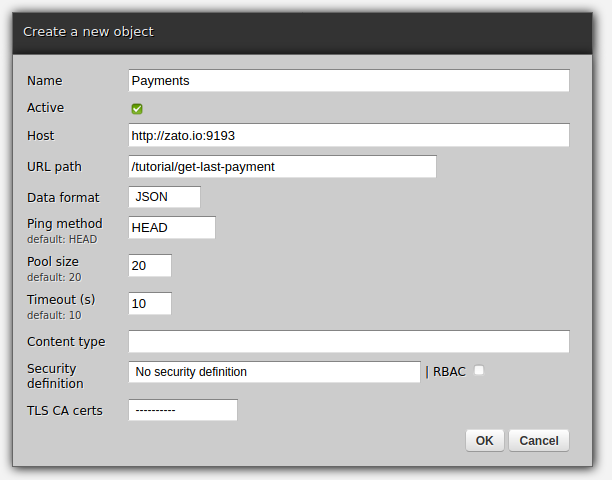 Create a new object
Name Payments
Active
Host http://zato.io:9193
URL path /tutorial/get-last-payment
Data format JSON
Ping method HEAD
default: HEAD
Pool size 20
default: 20
Timeout (s) 10
default: 10
Content type
Security definition No security definition | RBAC
TLS CA certs ----------
OK Cancel